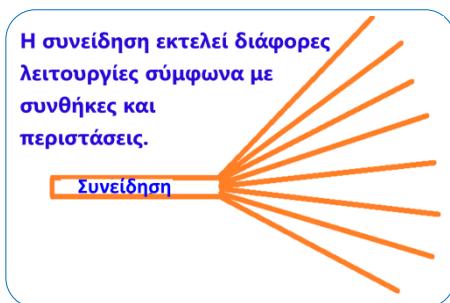 Η συνείδηση εκτελεί διάφορες
λειτουργίες σύμφωνα με
συνθήκες και
περιστάσεις.
Συνείδηση